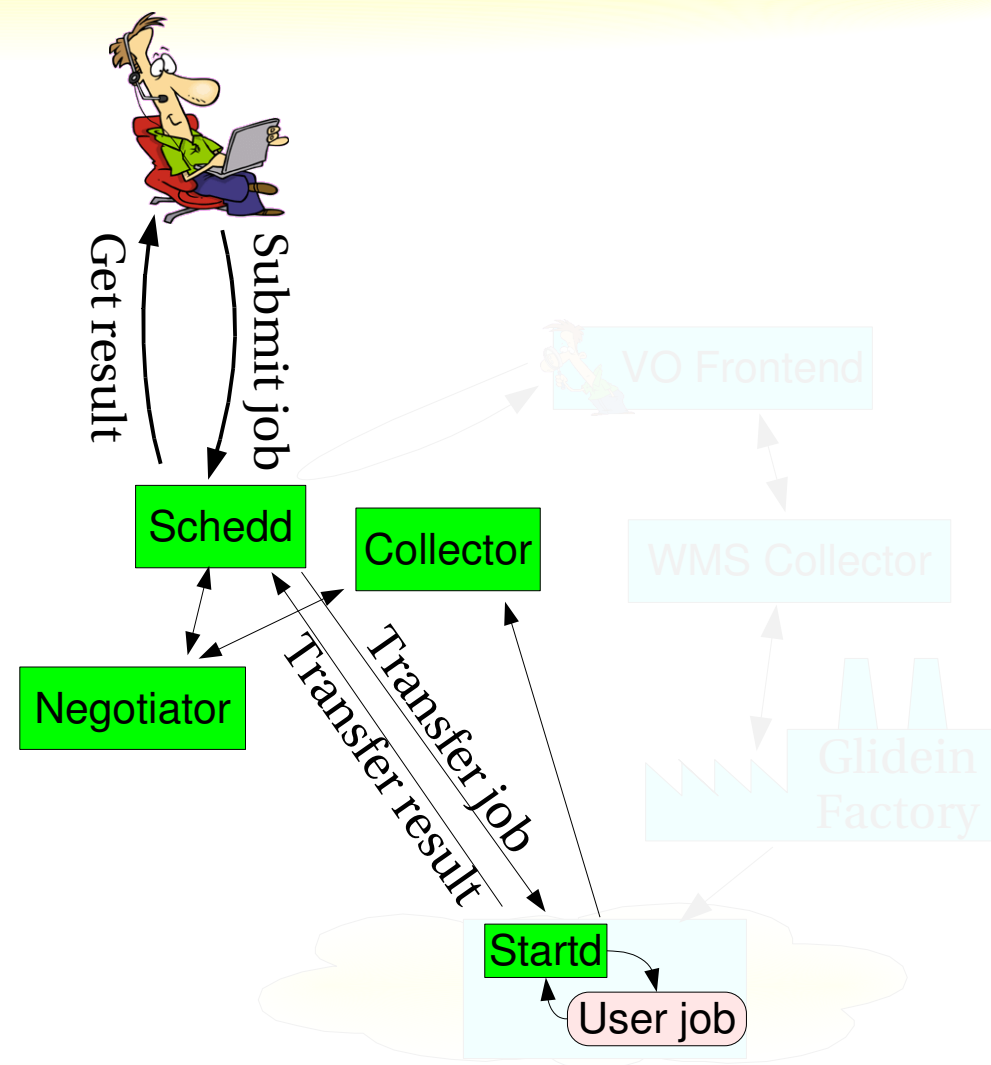 Get result
Submit job
VO Frontend
Schedd
Collector
WMS Collector
Negotiator
Transfer job
Transfer result
Glidein
Factory
Startd
User job